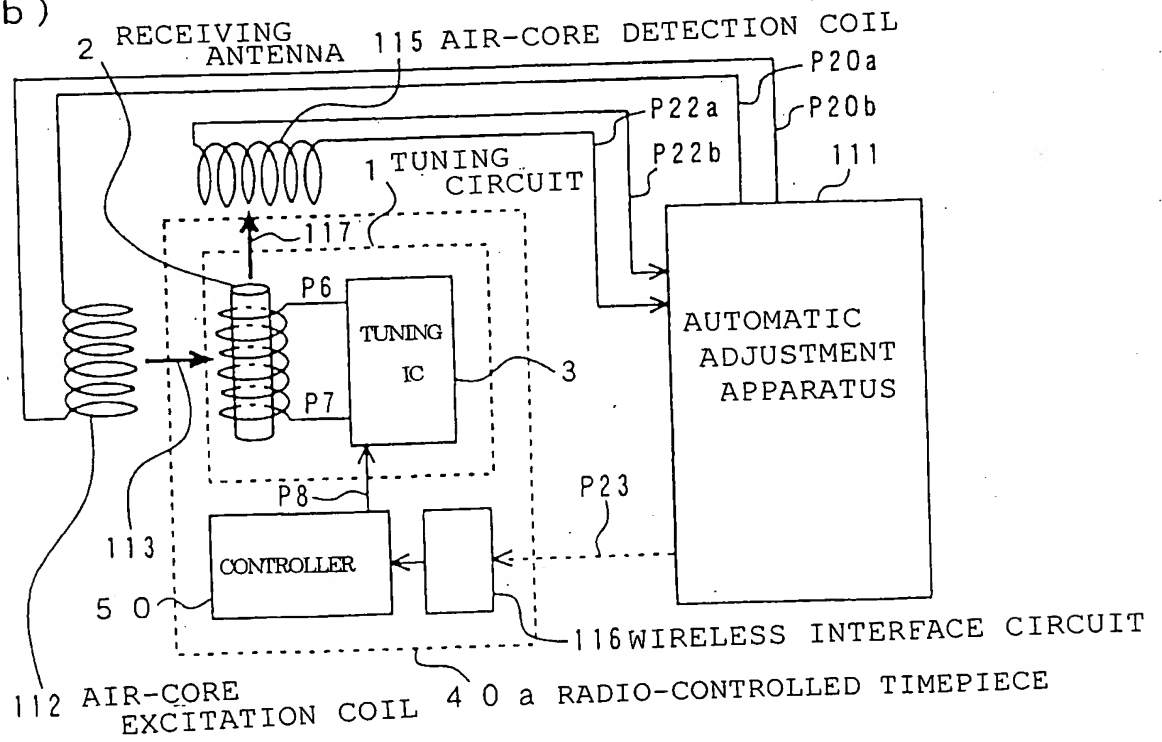 b)
2 RECEIVING
ANTENNA
115 AIR-CORE DETECTION COIL
P20a
P20b
P22a
P22b
111
1 TUNING
CIRCUIT
117
P6
TUNING
IC
3
P7
AUTOMATIC
ADJUSTMENT
APPARATUS
113
P8
P23
CONTROLLER
50
116 WIRELESS INTERFACE CIRCUIT
112 AIR-CORE
EXCITATION COIL
40a RADIO-CONTROLLED TIMEPIECE